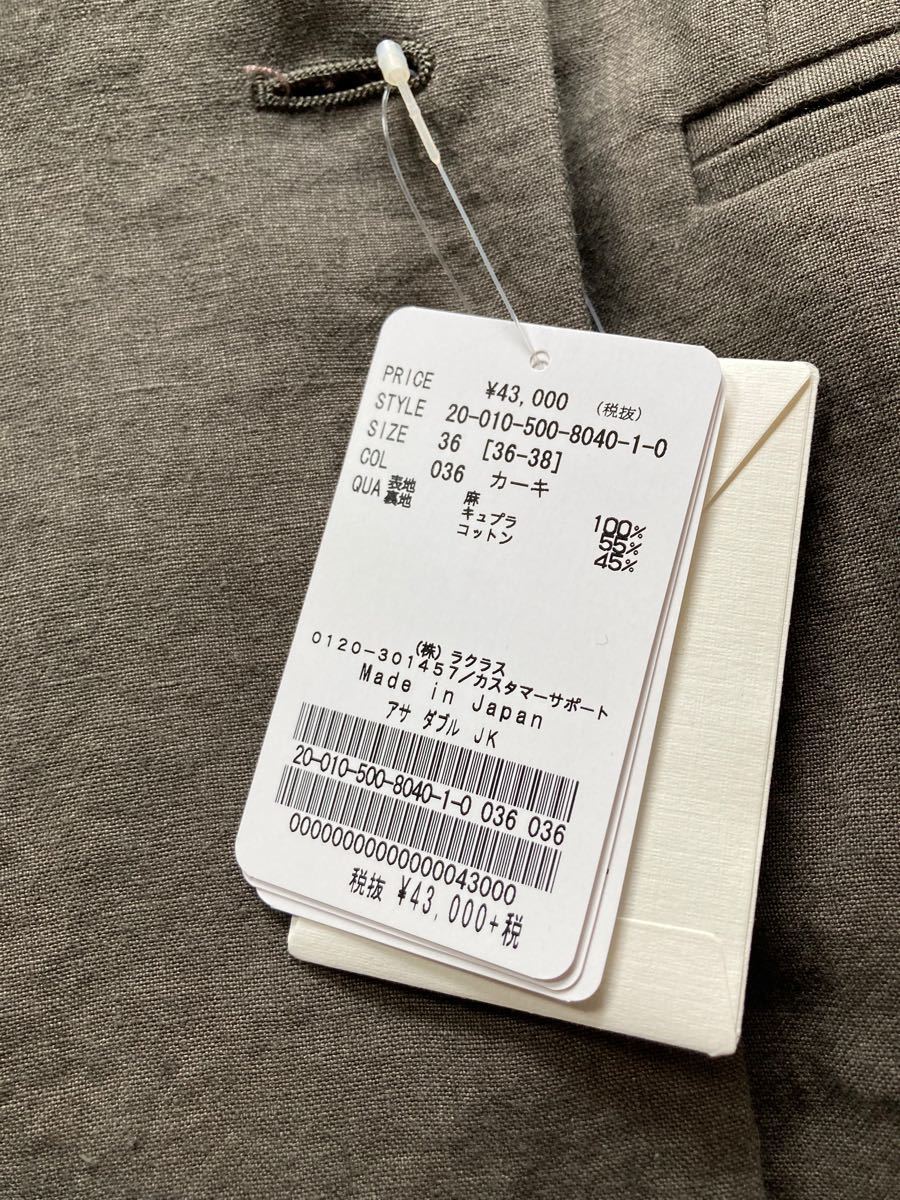 PRICE ¥43,000 (税抜)
STYLE 20-010-500-8040-1-0
SIZE 36 [36-38]
COL 036 カーキ
QUA 表地 麻 100%
裏地 キュプラ 55%
コットン 45%
(株)ラクラス
0120-301457/カスタマーサポート
Made in Japan
アサ ダブル JK
20-010-500-8040-1-0 036 036
0000000000000043000
税抜 ¥43,000+税